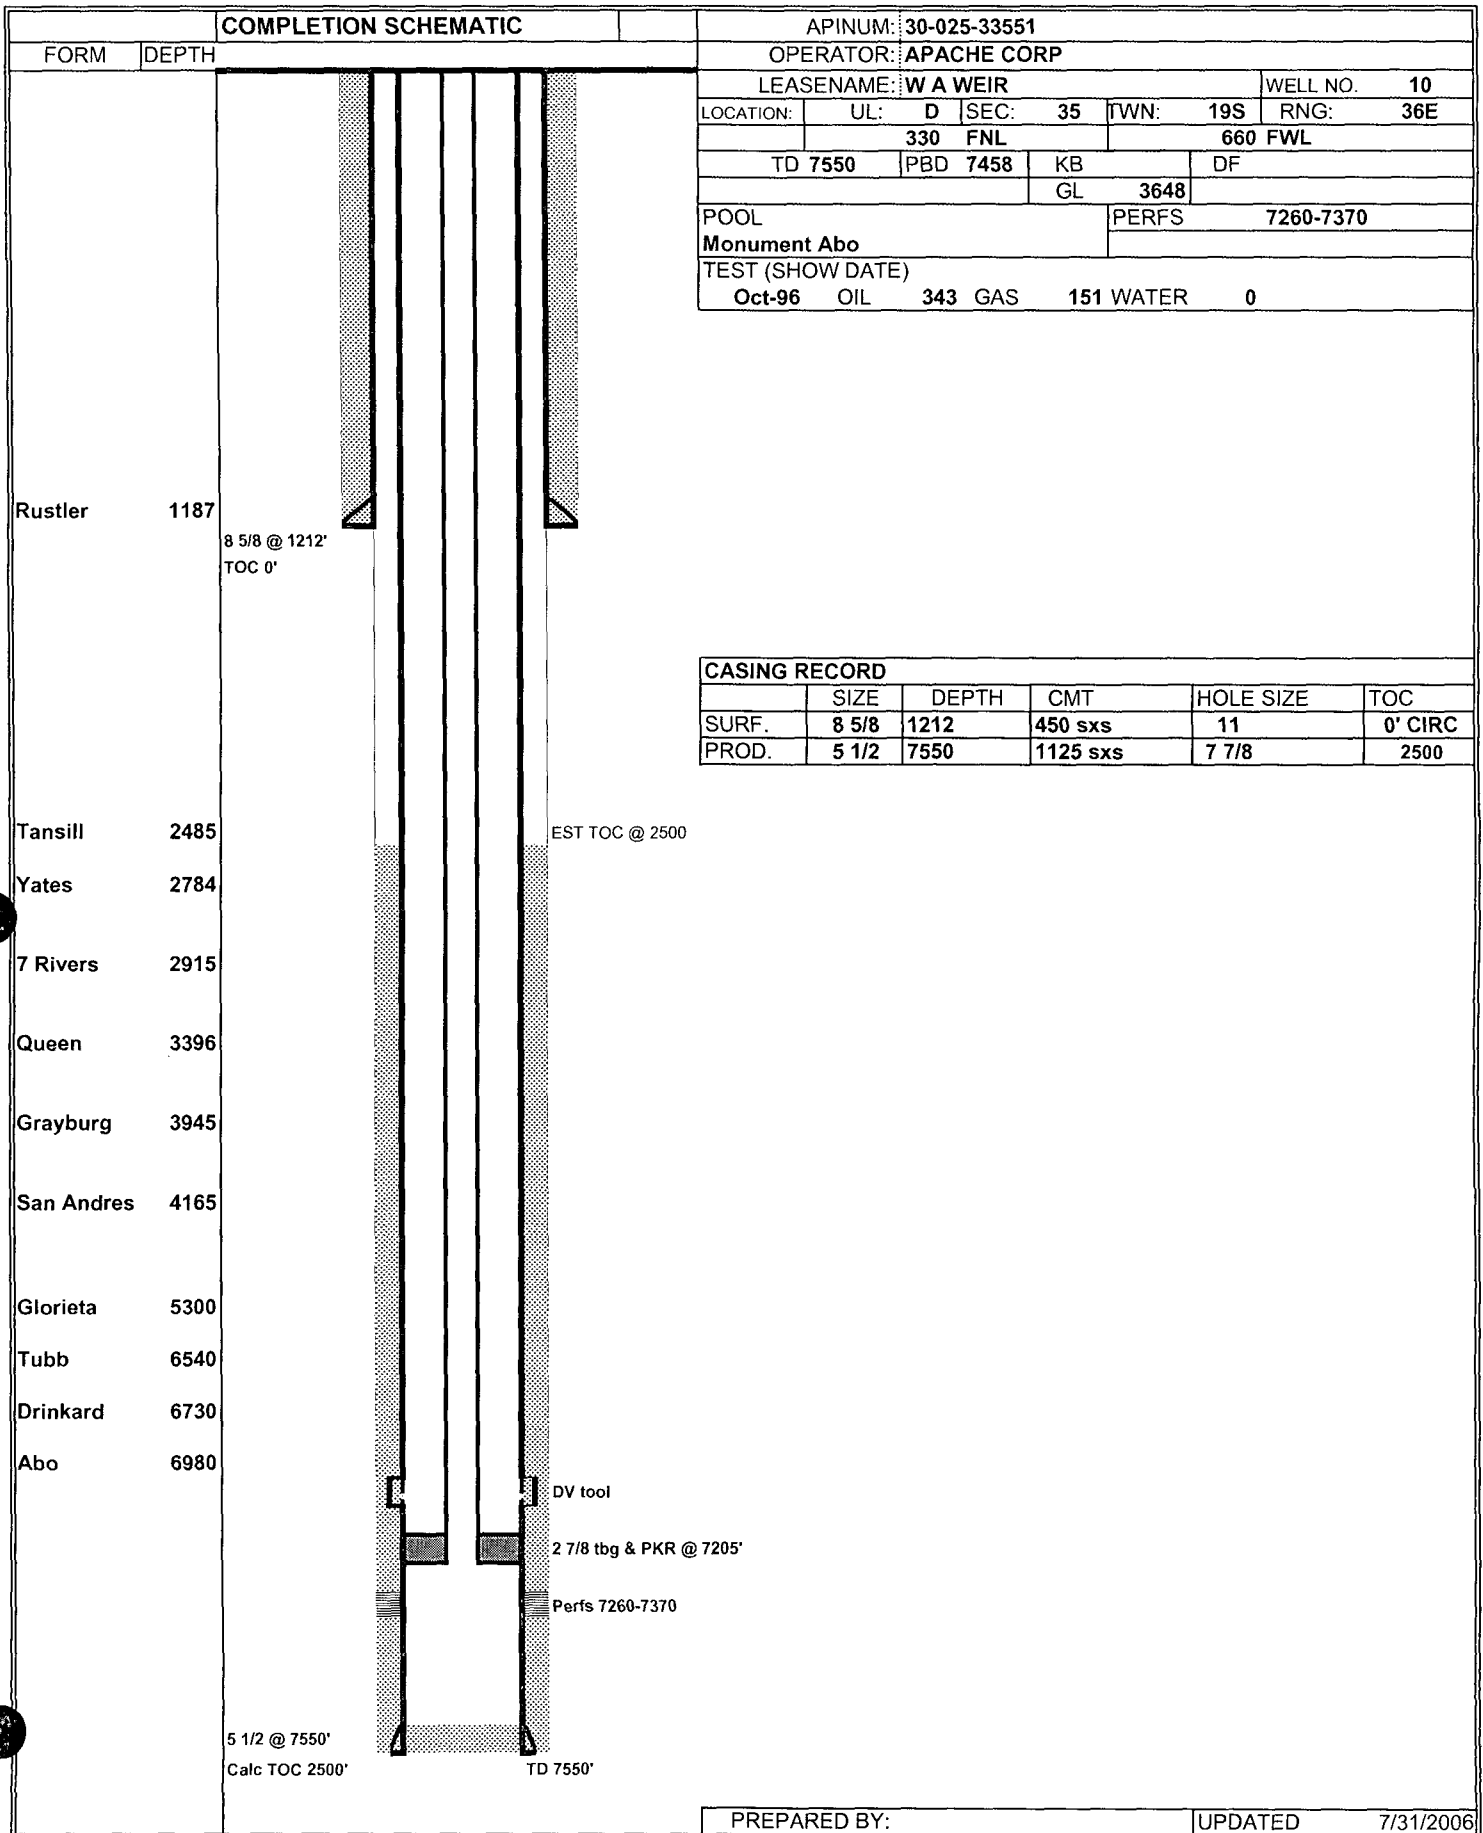 COMPLETION SCHEMATIC
FORM DEPTH
APINUM: 30-025-33551
OPERATOR: APACHE CORP
LEASENAME: W A WEIR WELL NO. 10
LOCATION: UL: D SEC: 35 TWN: 19S RNG: 36E
330 FNL 660 FWL
TD 7550 PBD 7458 KB DF
GL 3648
POOL PERFS 7260-7370
Monument Abo
TEST (SHOW DATE)
Oct-96 OIL 343 GAS 151 WATER 0
Rustler 1187
8 5/8 @ 1212'
TOC 0'
CASING RECORD
SIZE DEPTH CMT HOLE SIZE TOC
SURF. 8 5/8 1212 450 sxs 11 0' CIRC
PROD. 5 1/2 7550 1125 sxs 7 7/8 2500
Tansill 2485
EST TOC @ 2500
Yates 2784
7 Rivers 2915
Queen 3396
Grayburg 3945
San Andres 4165
Glorieta 5300
Tubb 6540
Drinkard 6730
Abo 6980
DV tool
2 7/8 tbg & PKR @ 7205'
Perfs 7260-7370
5 1/2 @ 7550'
Calc TOC 2500'
TD 7550'
PREPARED BY: UPDATED 7/31/2006